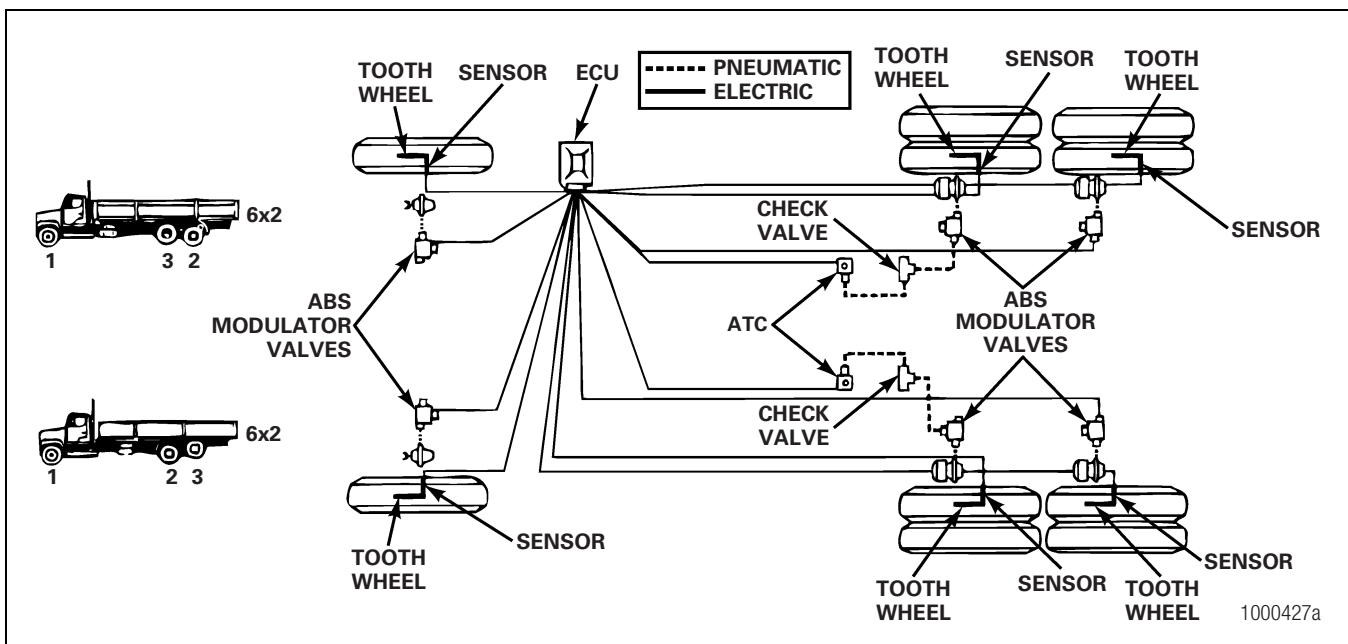 TOOTH
WHEEL
SENSOR
ECU
PNEUMATIC
ELECTRIC
TOOTH
WHEEL
SENSOR
TOOTH
WHEEL
6x2
1 3 2
CHECK
VALVE
SENSOR
ABS
MODULATOR
VALVES
ATC
ABS
MODULATOR
VALVES
CHECK
VALVE
6x2
1 2 3
TOOTH
WHEEL
SENSOR
TOOTH
WHEEL
SENSOR
SENSOR
TOOTH
WHEEL
1000427a